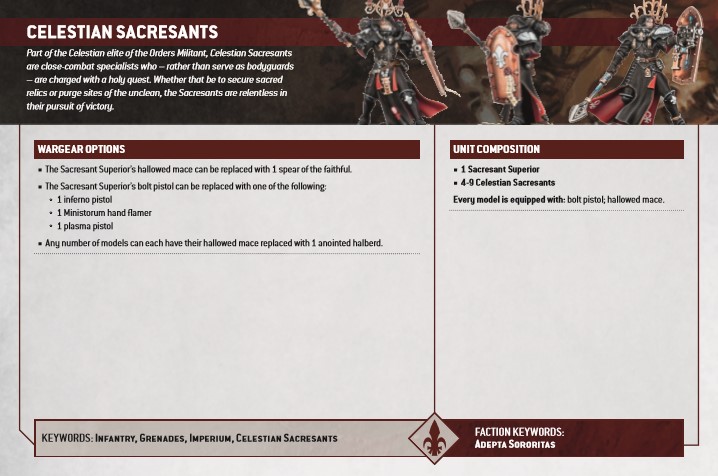 CELESTIAN SACRESANTS
Part of the Celestian elite of the Orders Militant, Celestian Sacresants
are close-combat specialists who – rather than serve as bodyguards
– are charged with a holy quest. Whether that be to secure sacred
relics or purge sites of the unclean, the Sacresants are relentless in
their pursuit of victory.
WARGEAR OPTIONS
▪ The Sacresant Superior's hallowed mace can be replaced with 1 spear of the faithful.
▪ The Sacresant Superior's bolt pistol can be replaced with one of the following:
• 1 inferno pistol
• 1 Ministorum hand flamer
• 1 plasma pistol
▪ Any number of models can each have their hallowed mace replaced with 1 anointed halberd.
UNIT COMPOSITION
▪ 1 Sacresant Superior
▪ 4-9 Celestian Sacresants
Every model is equipped with: bolt pistol; hallowed mace.
KEYWORDS: Infantry, Grenades, Imperium, Celestian Sacresants
FACTION KEYWORDS:
Adepta Sororitas